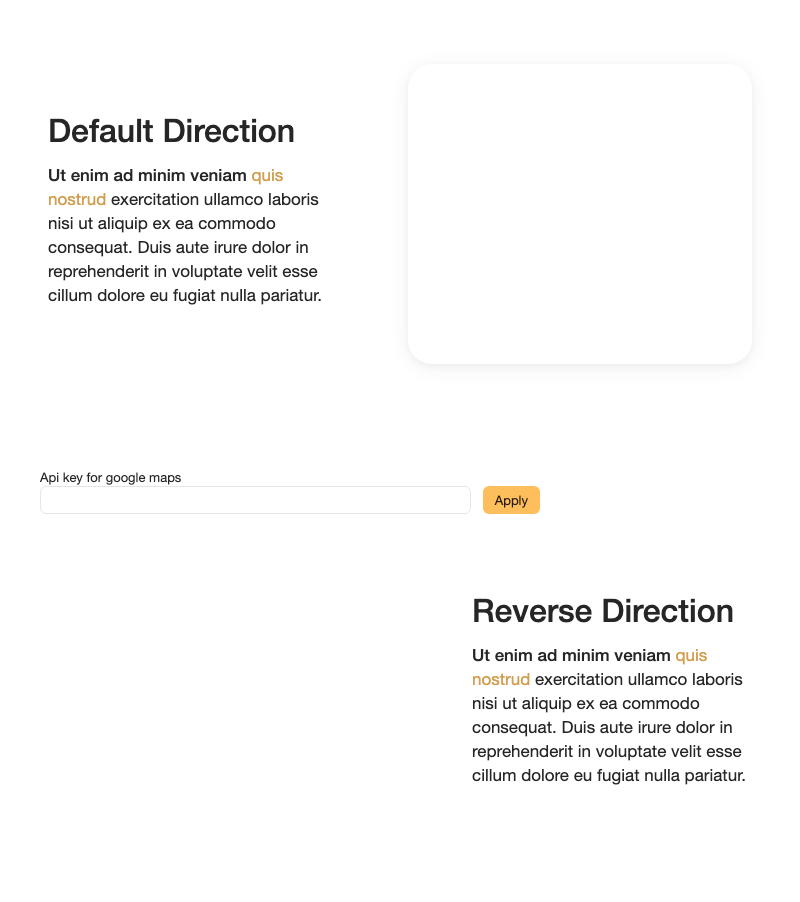 Default Direction
Ut enim ad minim veniam quis
nostrud exercitation ullamco laboris
nisi ut aliquip ex ea commodo
consequat. Duis aute irure dolor in
reprehenderit in voluptate velit esse
cillum dolore eu fugiat nulla pariatur.
Api key for google maps
Apply
Reverse Direction
Ut enim ad minim veniam quis
nostrud exercitation ullamco laboris
nisi ut aliquip ex ea commodo
consequat. Duis aute irure dolor in
reprehenderit in voluptate velit esse
cillum dolore eu fugiat nulla pariatur.